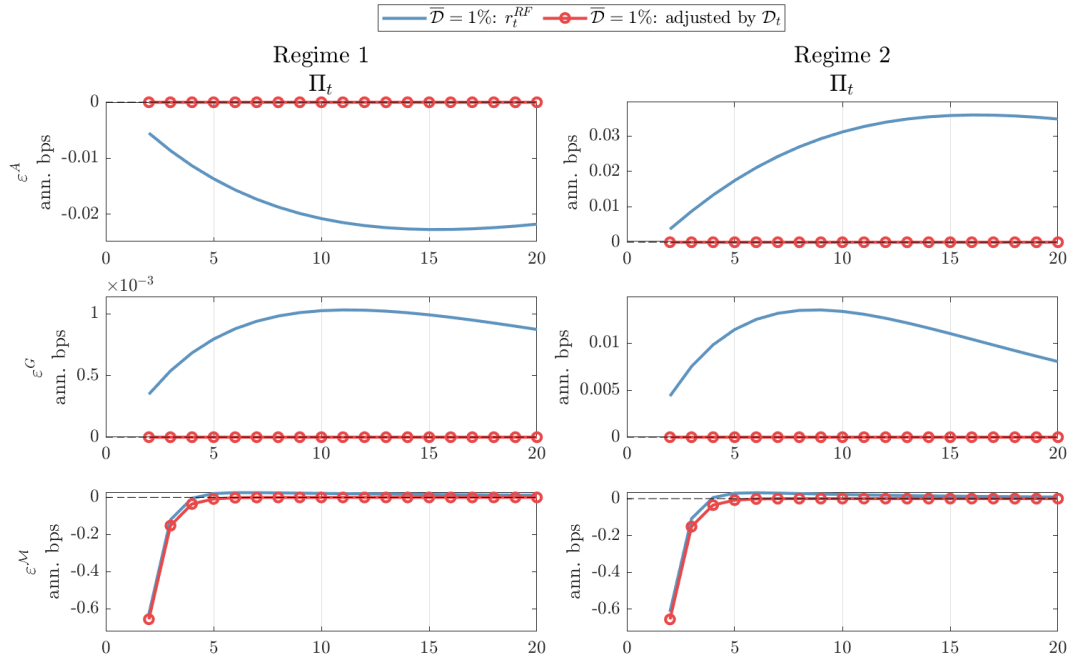 D̅ = 1%: r_t^{RF} D̅ = 1%: adjusted by D_t
Regime 1
Π_t
Regime 2
Π_t
ε^A
ann. bps
0
-0.01
-0.02
0 5 10 15 20
0.03
0.02
0.01
0
0 5 10 15 20
ε^G
ann. bps
×10^{-3}
1
0.5
0
0 5 10 15 20
ann. bps
0.01
0.005
0
0 5 10 15 20
ε^M
ann. bps
0
-0.2
-0.4
-0.6
0 5 10 15 20
ann. bps
0
-0.2
-0.4
-0.6
0 5 10 15 20